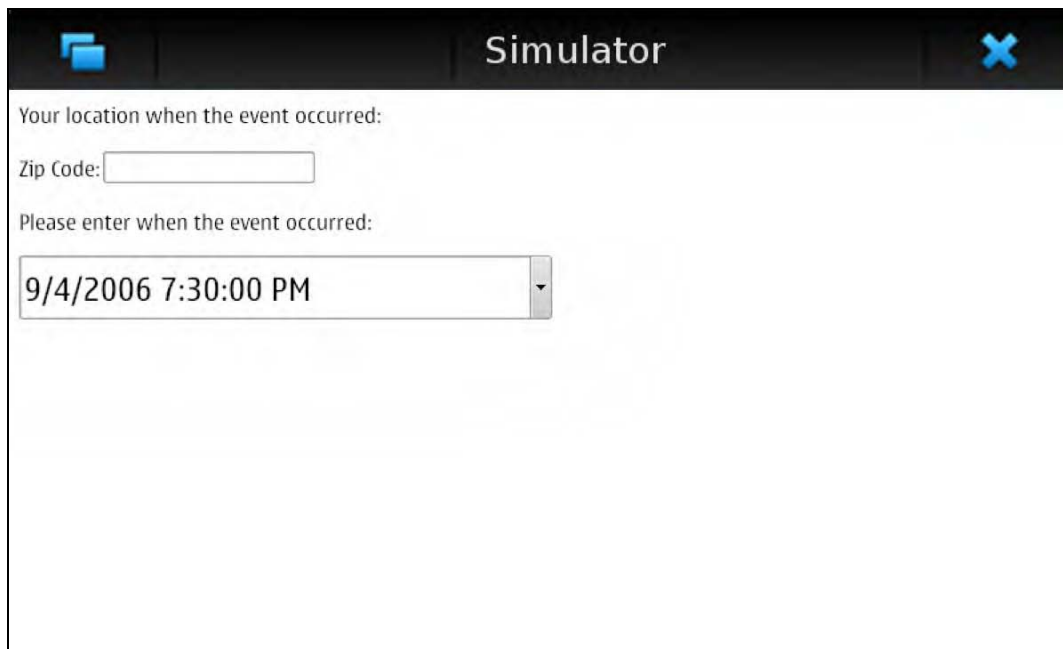 Simulator
Your location when the event occurred:
Zip Code:
Please enter when the event occurred:
9/4/2006 7:30:00 PM